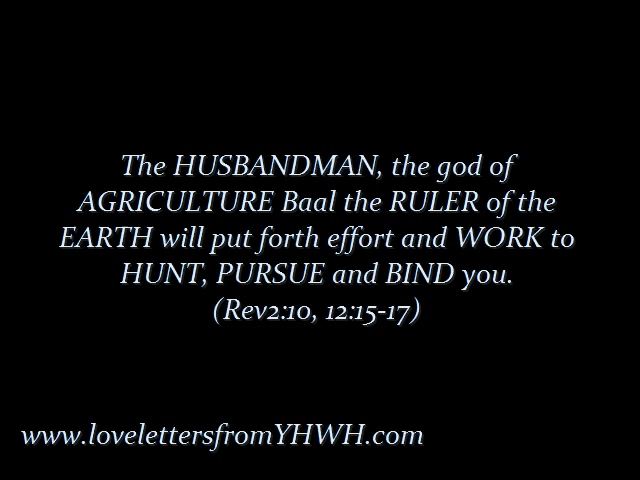 The HUSBANDMAN, the god of
AGRICULTURE Baal the RULER of the
EARTH will put forth effort and WORK to
HUNT, PURSUE and BIND you.
(Rev2:10, 12:15-17)
www.lovelettersfromYHWH.com